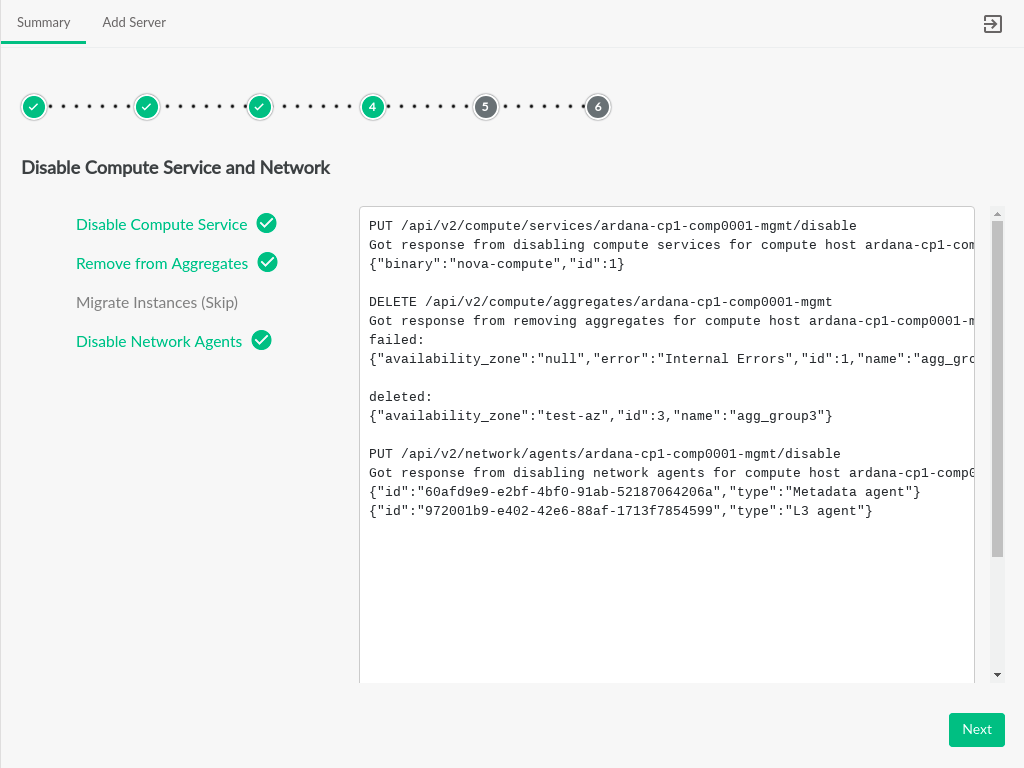 Summary Add Server
4 5 6
Disable Compute Service and Network
Disable Compute Service
Remove from Aggregates
Migrate Instances (Skip)
Disable Network Agents
PUT /api/v2/compute/services/ardana-cp1-comp0001-mgmt/disable
Got response from disabling compute services for compute host ardana-cp1-com
{"binary":"nova-compute","id":1}
DELETE /api/v2/compute/aggregates/ardana-cp1-comp0001-mgmt
Got response from removing aggregates for compute host ardana-cp1-comp0001-m
failed:
{"availability_zone":"null","error":"Internal Errors","id":1,"name":"agg_gro
deleted:
{"availability_zone":"test-az","id":3,"name":"agg_group3"}
PUT /api/v2/network/agents/ardana-cp1-comp0001-mgmt/disable
Got response from disabling network agents for compute host ardana-cp1-comp0
{"id":"60afd9e9-e2bf-4bf0-91ab-52187064206a","type":"Metadata agent"}
{"id":"972001b9-e402-42e6-88af-1713f7854599","type":"L3 agent"}
Next